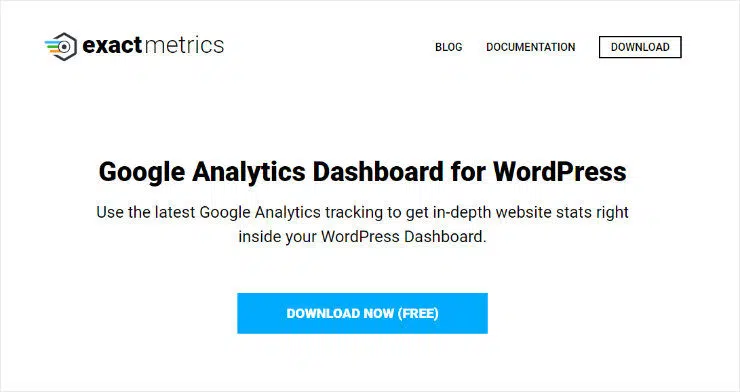 exactmetrics
BLOG DOCUMENTATION DOWNLOAD
Google Analytics Dashboard for WordPress
Use the latest Google Analytics tracking to get in-depth website stats right
inside your WordPress Dashboard.
DOWNLOAD NOW (FREE)